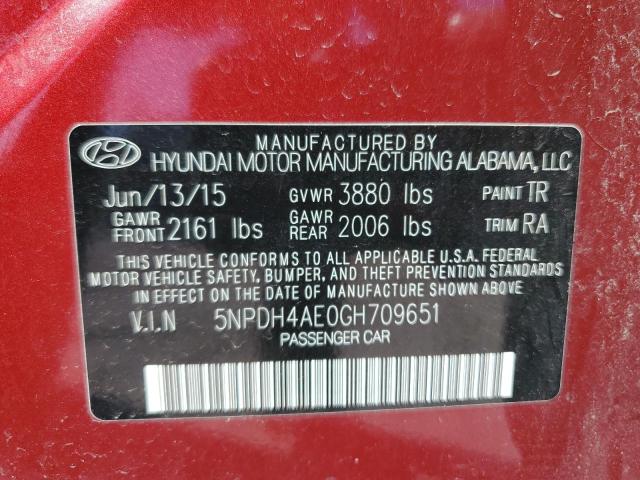 MANUFACTURED BY
HYUNDAI MOTOR MANUFACTURING ALABAMA, LLC
Jun/13/15 GVWR 3880 lbs PAINT TR
GAWR FRONT 2161 lbs GAWR REAR 2006 lbs TRIM RA
THIS VEHICLE CONFORMS TO ALL APPLICABLE U.S.A. FEDERAL
MOTOR VEHICLE SAFETY, BUMPER, AND THEFT PREVENTION STANDARDS
IN EFFECT ON THE DATE OF MANUFACTURE SHOWN ABOVE.
V.I.N 5NPDH4AE0GH709651
PASSENGER CAR